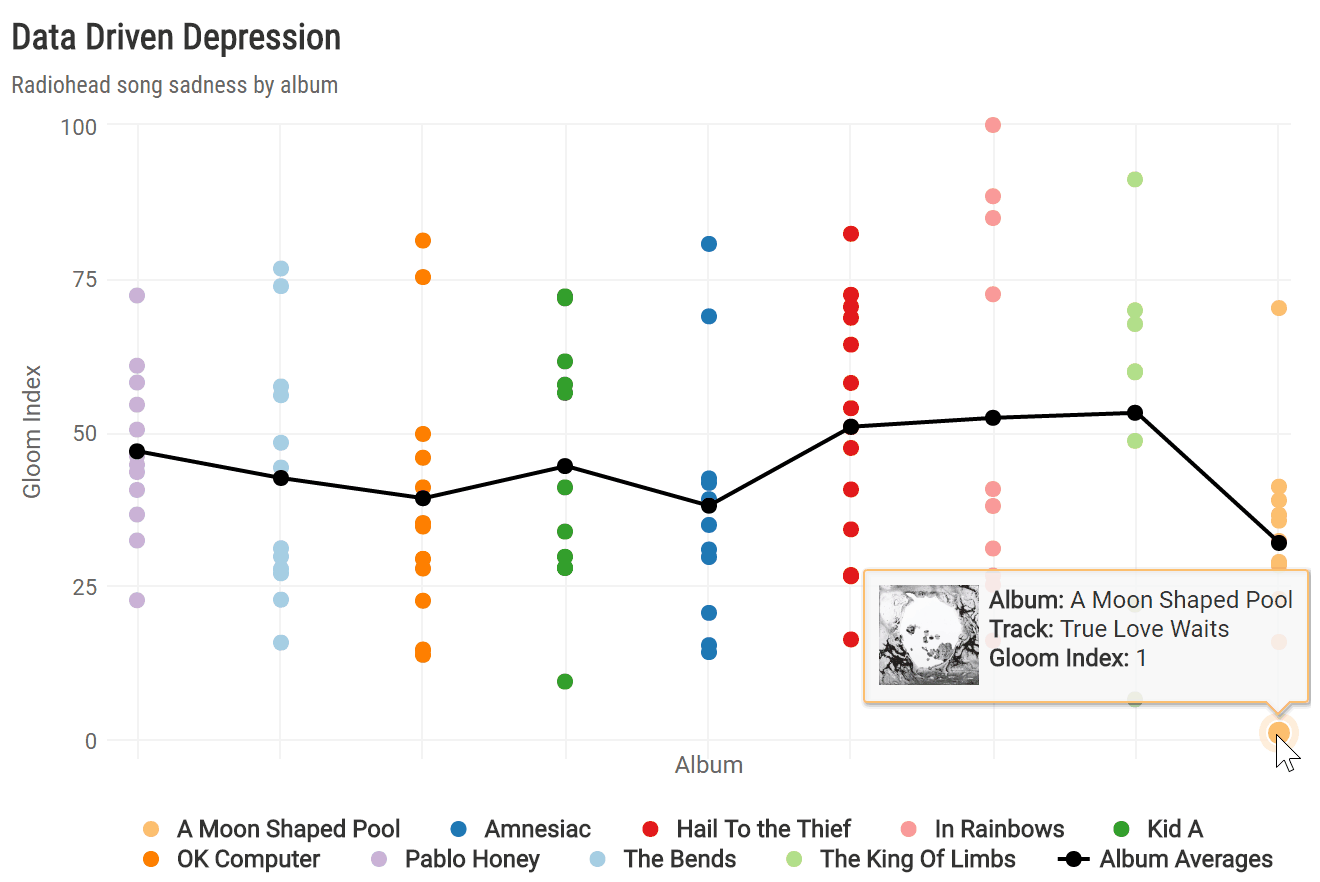 Data Driven Depression
Radiohead song sadness by album
100
75
50
25
0
Gloom Index
Album: A Moon Shaped Pool
Track: True Love Waits
Gloom Index: 1
Album
A Moon Shaped Pool Amnesiac Hail To the Thief In Rainbows Kid A
OK Computer Pablo Honey The Bends The King Of Limbs Album Averages